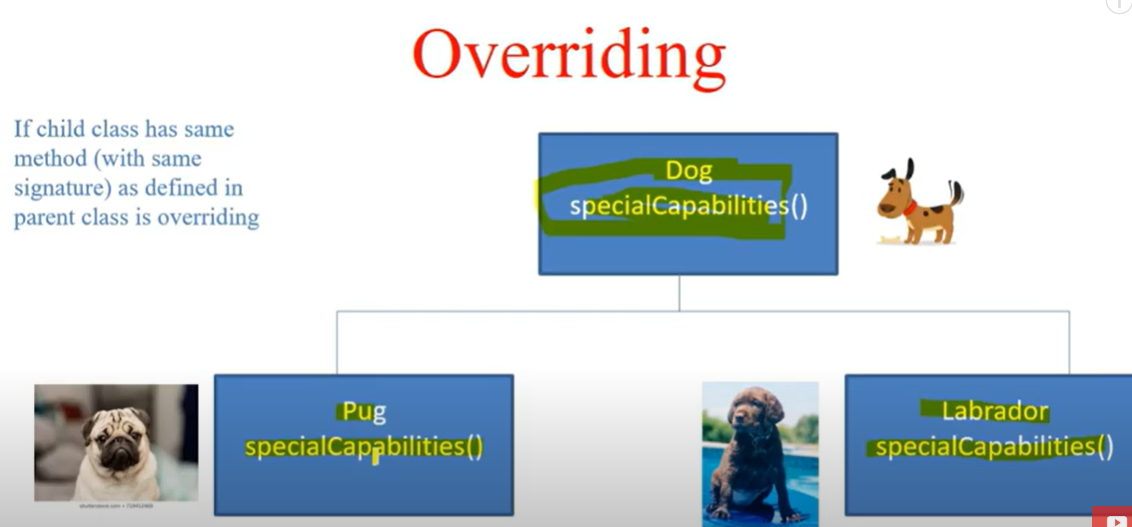 Overriding
If child class has same
method (with same
signature) as defined in
parent class is overriding
Dog
specialCapabilities()
Pug
specialCapabilities()
Labrador
specialCapabilities()